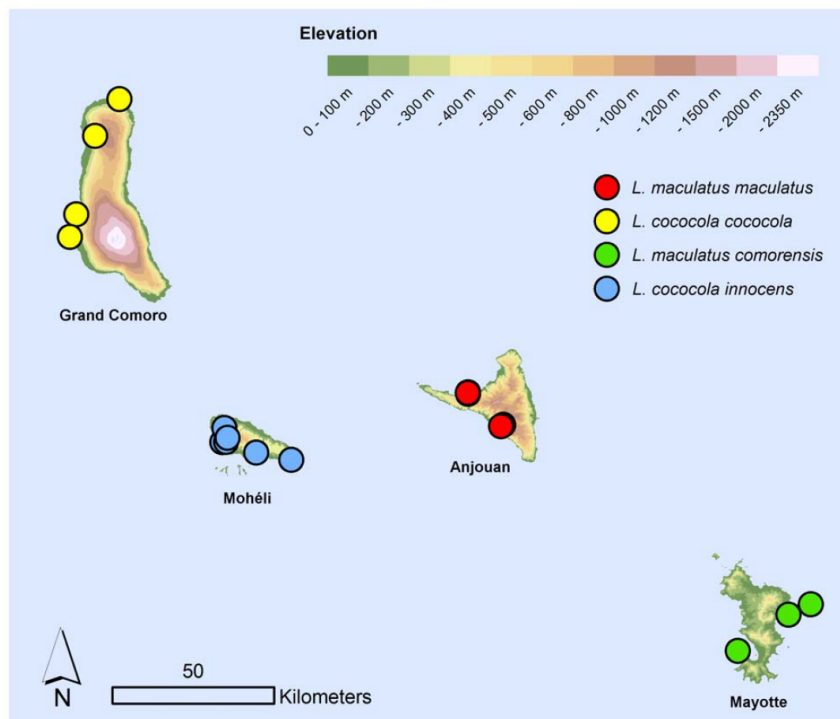 Elevation
0 - 100 m
- 200 m
- 300 m
- 400 m
- 500 m
- 600 m
- 800 m
- 1000 m
- 1200 m
- 1500 m
- 2000 m
- 2350 m
L. maculatus maculatus
L. cococola cococola
L. maculatus comorensis
L. cococola innocens
Grand Comoro
Anjouan
Mohéli
Mayotte
N
50
Kilometers